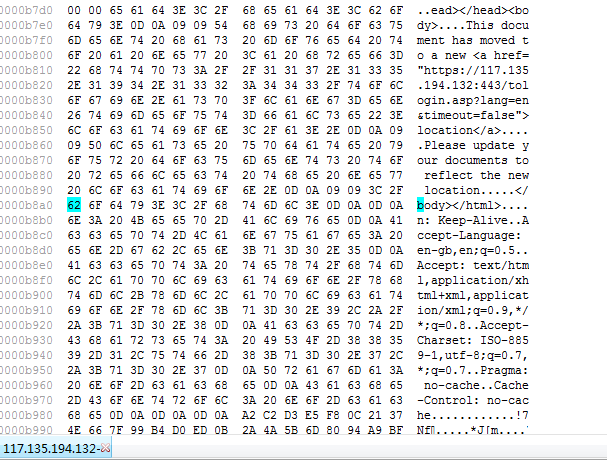 0000b7d0 00 00 65 61 64 3E 3C 2F 68 65 61 64 3E 3C 62 6F ..ead></head><bo
0000b7e0 64 79 3E 0D 0A 09 09 54 68 69 73 20 64 6F 63 75 dy>....This docu
0000b7f0 6D 65 6E 74 20 68 61 73 20 6D 6F 76 65 64 20 74 ment has moved t
0000b800 6F 20 61 20 6E 65 77 20 3C 61 20 68 72 65 66 3D o a new <a href=
0000b810 22 68 74 74 70 73 3A 2F 2F 31 31 37 2E 31 33 35 "https://117.135
0000b820 2E 31 39 34 2E 31 33 32 3A 34 34 33 2F 74 6F 6C .194.132:443/tol
0000b830 6F 67 69 6E 2E 61 73 70 3F 6C 61 6E 67 3D 65 6E ogin.asp?lang=en
0000b840 26 74 69 6D 65 6F 75 74 3D 66 61 6C 73 65 22 3E &timeout=false">
0000b850 6C 6F 63 61 74 69 6F 6E 3C 2F 61 3E 2E 0D 0A 09 location</a>....
0000b860 09 50 6C 65 61 73 65 20 75 70 64 61 74 65 20 79 .Please update y
0000b870 6F 75 72 20 64 6F 63 75 6D 65 6E 74 73 20 74 6F our documents to
0000b880 20 72 65 66 6C 65 63 74 20 74 68 65 20 6E 65 77 reflect the new
0000b890 20 6C 6F 63 61 74 69 6F 6E 2E 0D 0A 09 09 3C 2F location.....</
0000b8a0 62 6F 64 79 3E 3C 2F 68 74 6D 6C 3E 0D 0A 0D 0A body></html>....
0000b8b0 6E 3A 20 4B 65 65 70 2D 41 6C 69 76 65 0D 0A 41 n: Keep-Alive..A
0000b8c0 63 63 65 70 74 2D 4C 61 6E 67 75 61 67 65 3A 20 ccept-Language:
0000b8d0 65 6E 2D 67 62 2C 65 6E 3B 71 3D 30 2E 35 0D 0A en-gb,en;q=0.5..
0000b8e0 41 63 63 65 70 74 3A 20 74 65 78 74 2F 68 74 6D Accept: text/htm
0000b8f0 6C 2C 61 70 70 6C 69 63 61 74 69 6F 6E 2F 78 68 l,application/xh
0000b900 74 6D 6C 2B 78 6D 6C 2C 61 70 70 6C 69 63 61 74 tml+xml,applicat
0000b910 69 6F 6E 2F 78 6D 6C 3B 71 3D 30 2E 39 2C 2A 2F ion/xml;q=0.9,*/
0000b920 2A 3B 71 3D 30 2E 38 0D 0A 41 63 63 65 70 74 2D *;q=0.8..Accept-
0000b930 43 68 61 72 73 65 74 3A 20 49 53 4F 2D 38 38 35 Charset: ISO-885
0000b940 39 2D 31 2C 75 74 66 2D 38 3B 71 3D 30 2E 37 2C 9-1,utf-8;q=0.7,
0000b950 2A 3B 71 3D 30 2E 37 0D 0A 50 72 61 67 6D 61 3A *;q=0.7..Pragma:
0000b960 20 6E 6F 2D 63 61 63 68 65 0D 0A 43 61 63 68 65 no-cache..Cache
0000b970 2D 43 6F 6E 74 72 6F 6C 3A 20 6E 6F 2D 63 61 63 -Control: no-cac
0000b980 68 65 0D 0A 0D 0A 0D 0A A2 C2 D3 E5 F8 0C 21 37 he............!7
0000b990 4E 66 7F 99 B4 D0 ED 0B 2A 4A 5B 6D 80 94 A9 BF Nf......*J[m....
117.135.194.132-